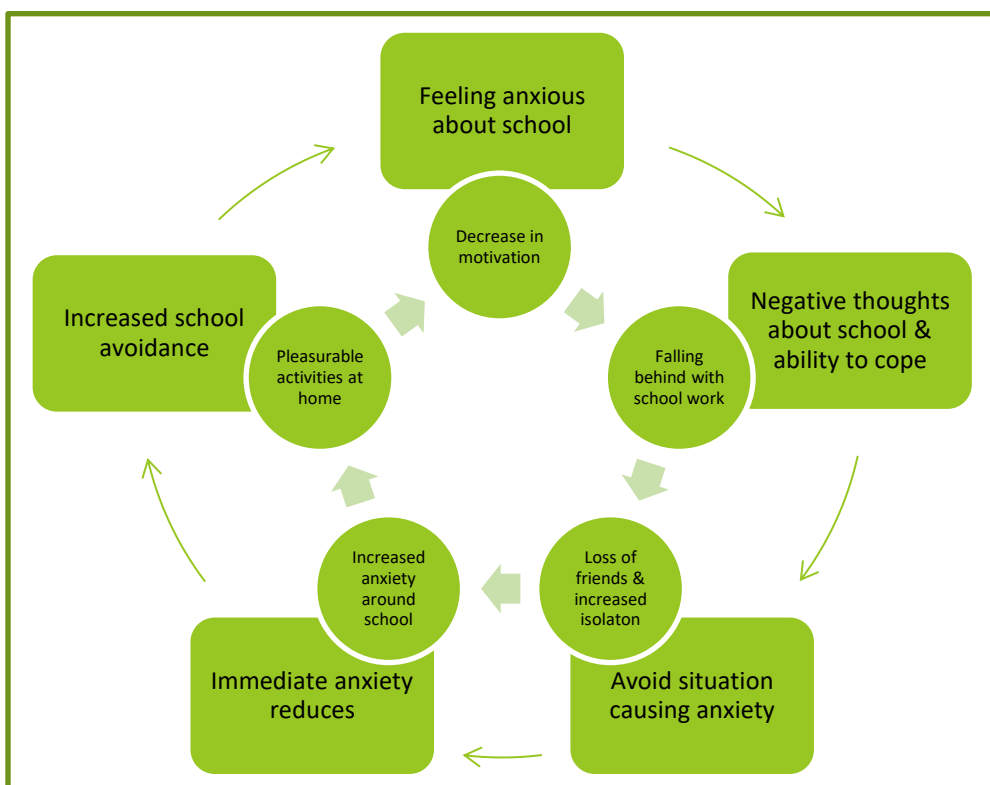 Feeling anxious
about school
Decrease in
motivation
Negative thoughts
about school &
ability to cope
Falling
behind with
school work
Avoid situation
causing anxiety
Loss of
friends &
increased
isolaton
Immediate anxiety
reduces
Increased
anxiety
around
school
Increased school
avoidance
Pleasurable
activities at
home